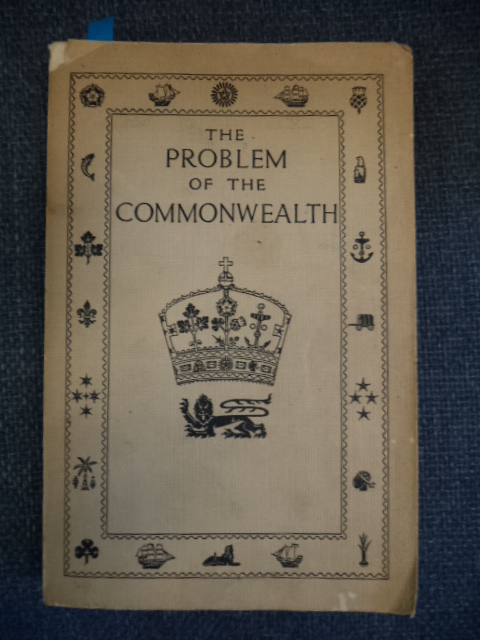 THE
PROBLEM
OF THE
COMMONWEALTH